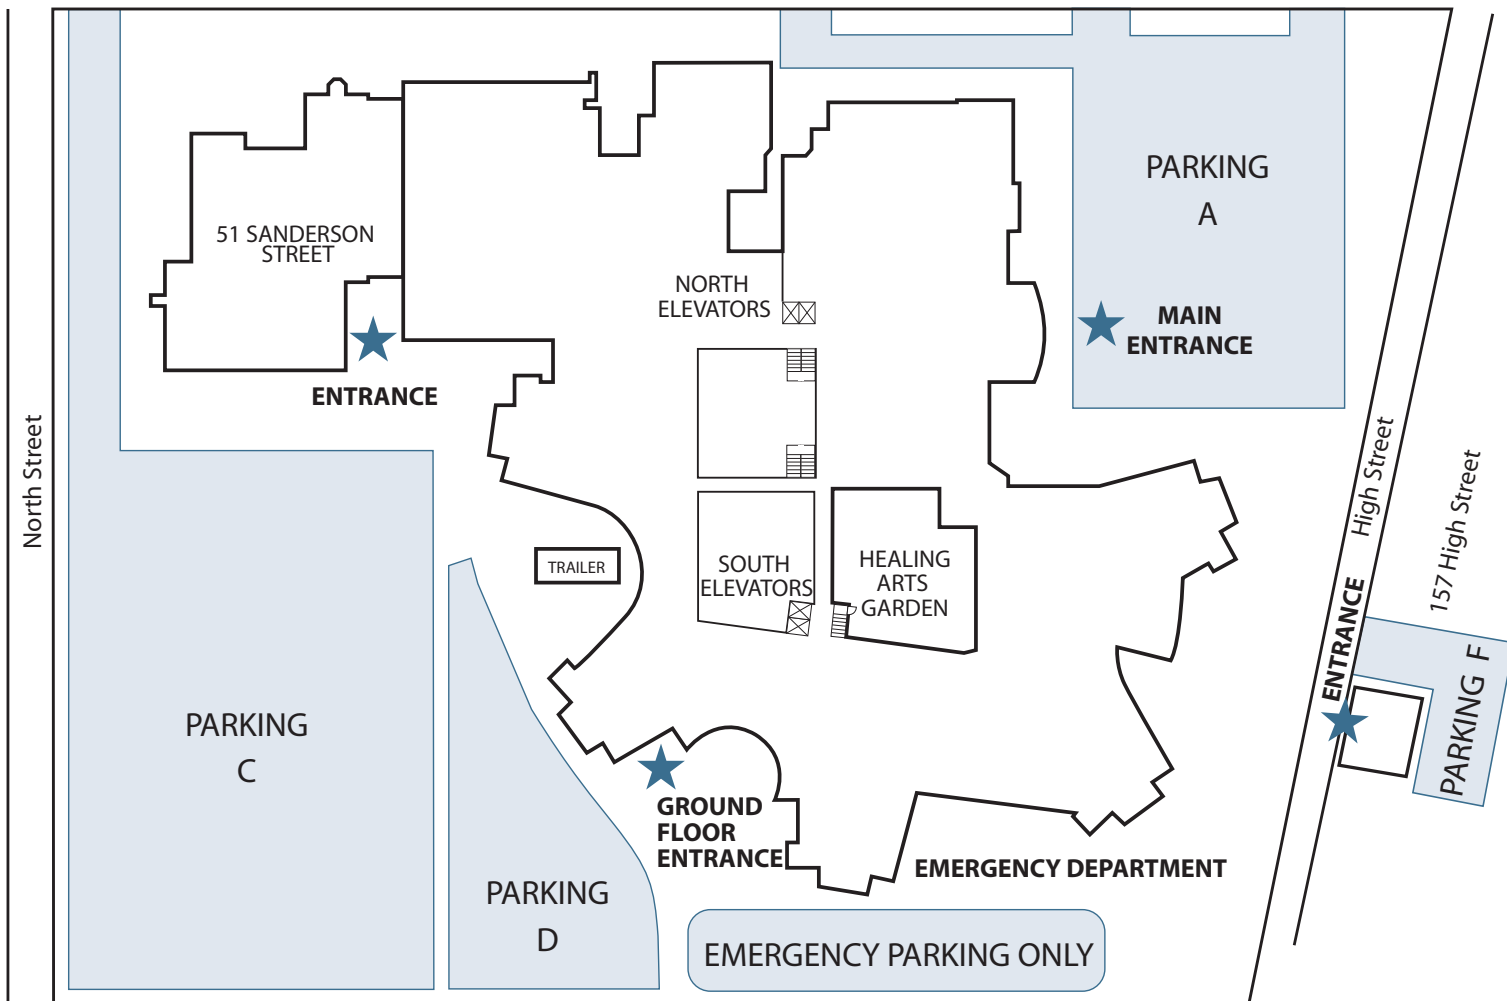 PARKING
A
51 SANDERSON
STREET
NORTH
ELEVATORS
MAIN
ENTRANCE
ENTRANCE
North Street
High Street
157 High Street
TRAILER
SOUTH
ELEVATORS
HEALING
ARTS
GARDEN
ENTRANCE
PARKING F
PARKING
C
GROUND
FLOOR
ENTRANCE
EMERGENCY DEPARTMENT
PARKING
D
EMERGENCY PARKING ONLY